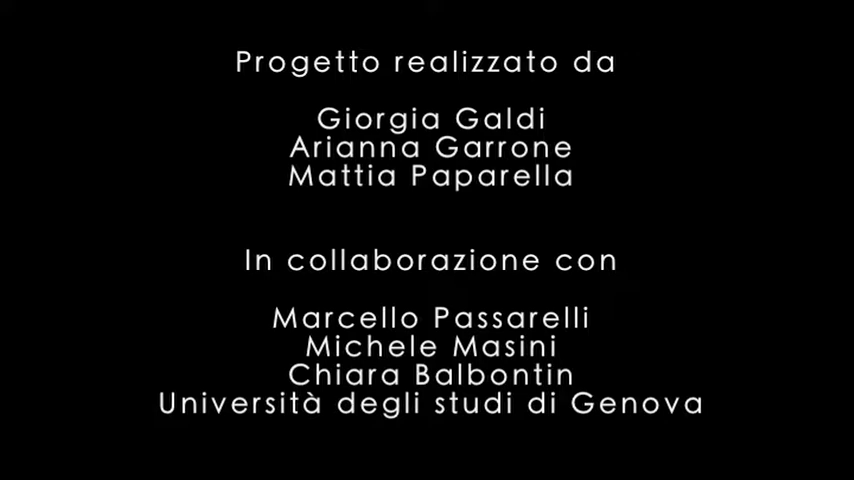 Progetto realizzato da
Giorgia Galdi
Arianna Garrone
Mattia Paparella
In collaborazione con
Marcello Passarelli
Michele Masini
Chiara Balbontin
Università degli studi di Genova